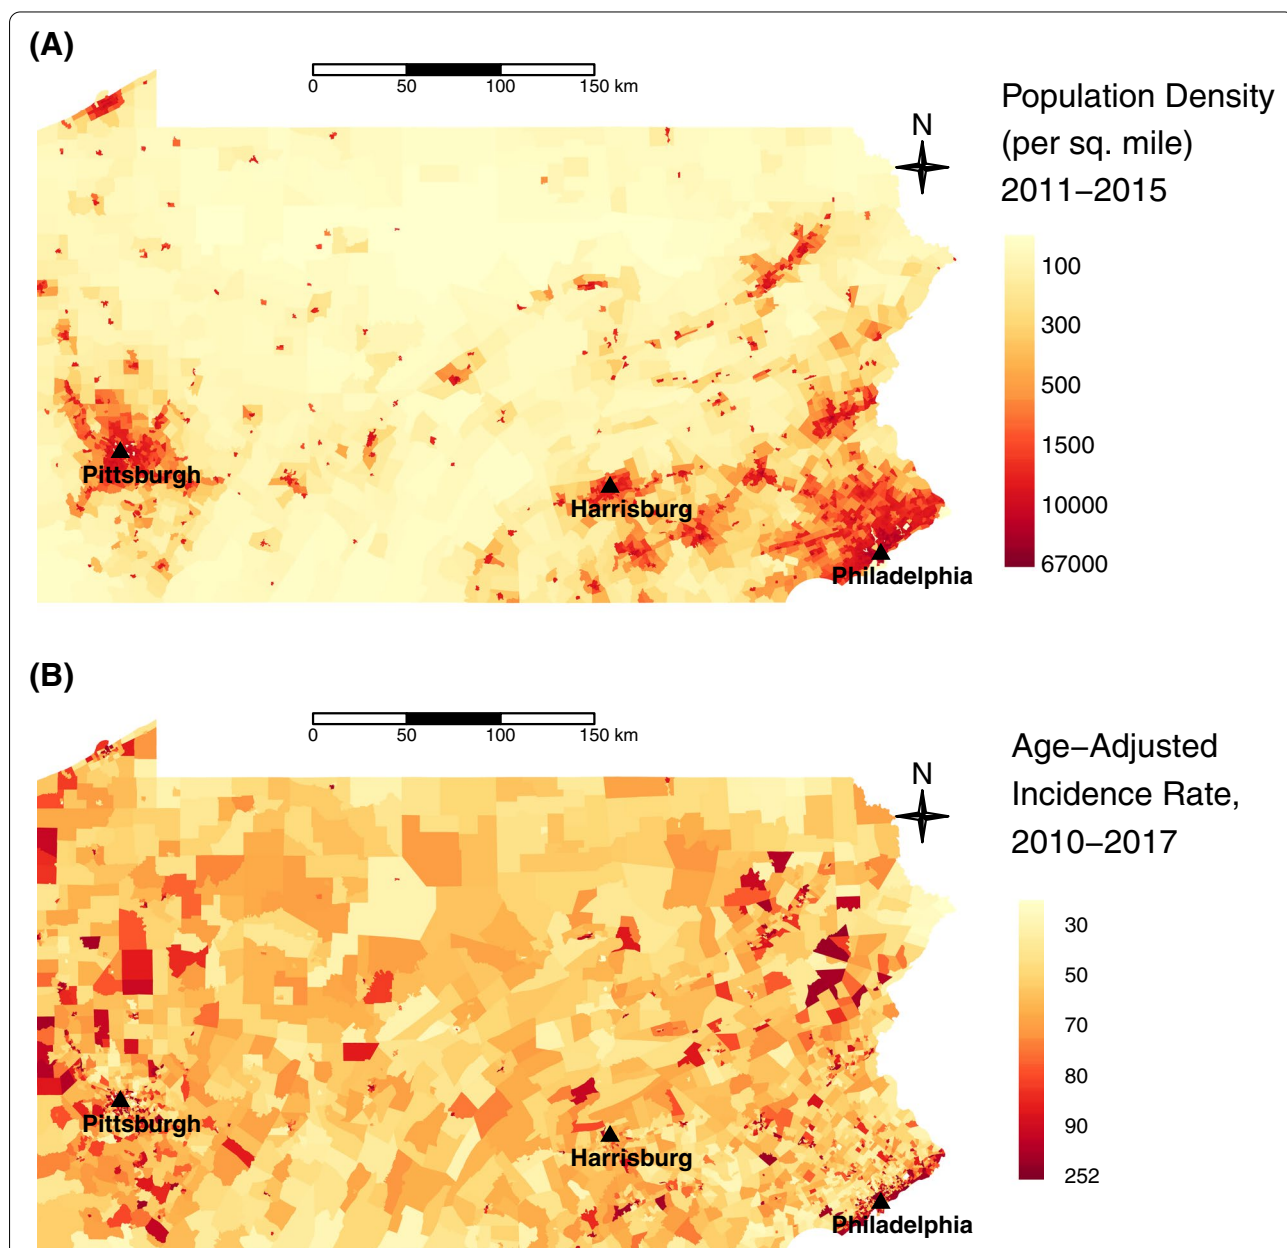 (A)
0 50 100 150 km
N
Population Density
(per sq. mile)
2011–2015
100
300
500
1500
10000
67000
Pittsburgh
Harrisburg
Philadelphia
(B)
0 50 100 150 km
N
Age–Adjusted
Incidence Rate,
2010–2017
30
50
70
80
90
252
Pittsburgh
Harrisburg
Philadelphia